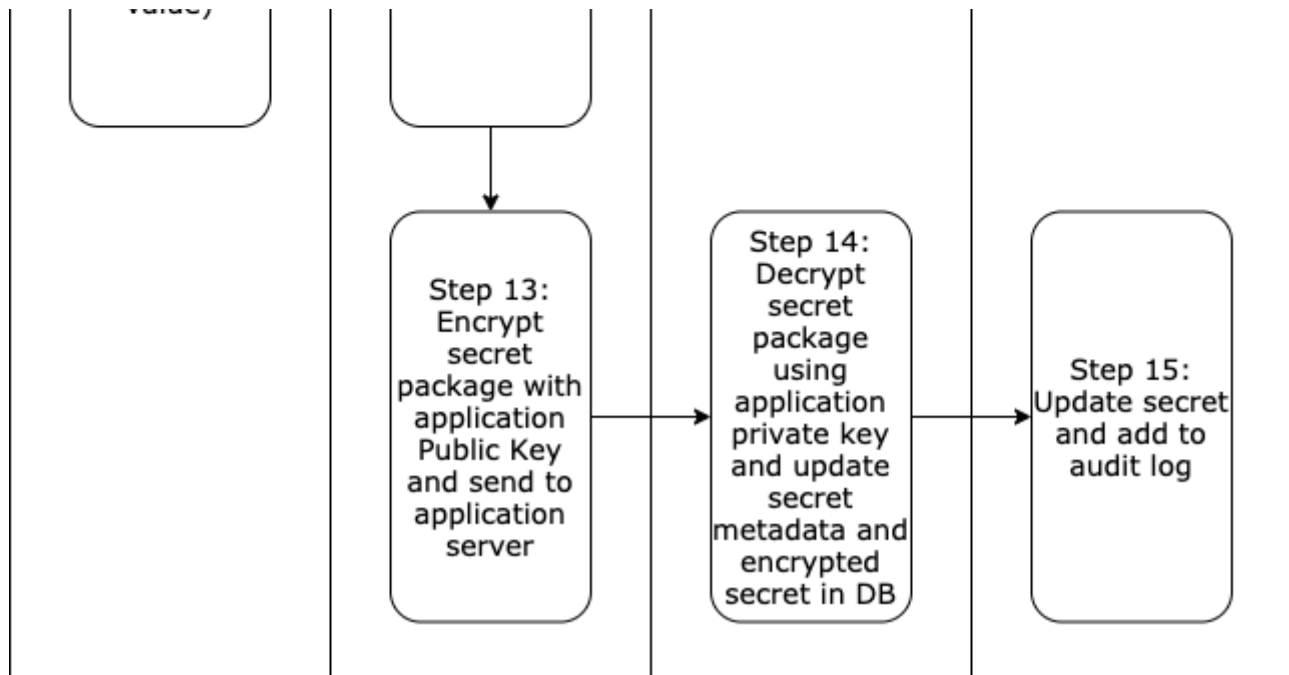 value)
Step 13:
Encrypt
secret
package with
application
Public Key
and send to
application
server
Step 14:
Decrypt
secret
package
using
application
private key
and update
secret
metadata and
encrypted
secret in DB
Step 15:
Update secret
and add to
audit log